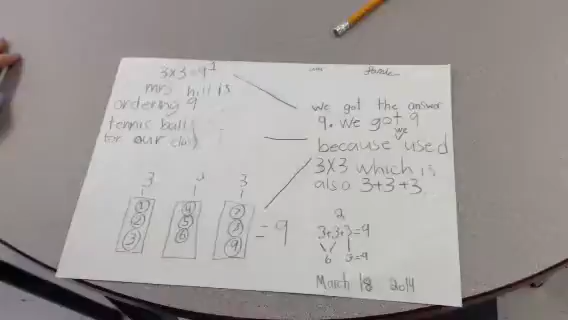 3x3=9
mrs hill is
ordering 9
tennis balls
for our class
we got the answer
9. we got 9
because we used
3x3 which is
also 3+3+3
3 3 3
1 4 7
2 5 8
3 6 9
= 9
2
3+3+3=9
6 3=9
March 18 2014